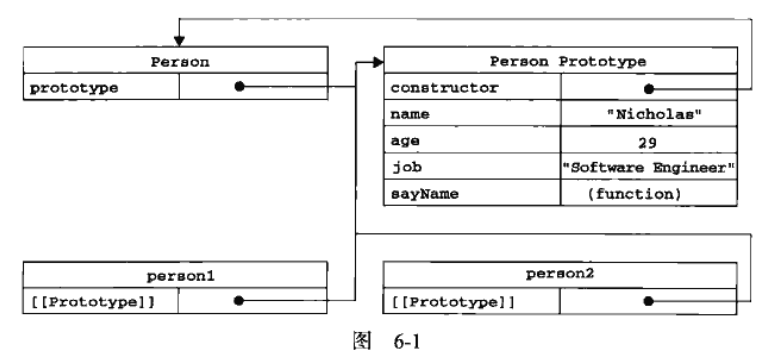 Person
prototype
Person Prototype
constructor
name "Nicholas"
age 29
job "Software Engineer"
sayName (function)
person1
[[Prototype]]
person2
[[Prototype]]
图 6-1